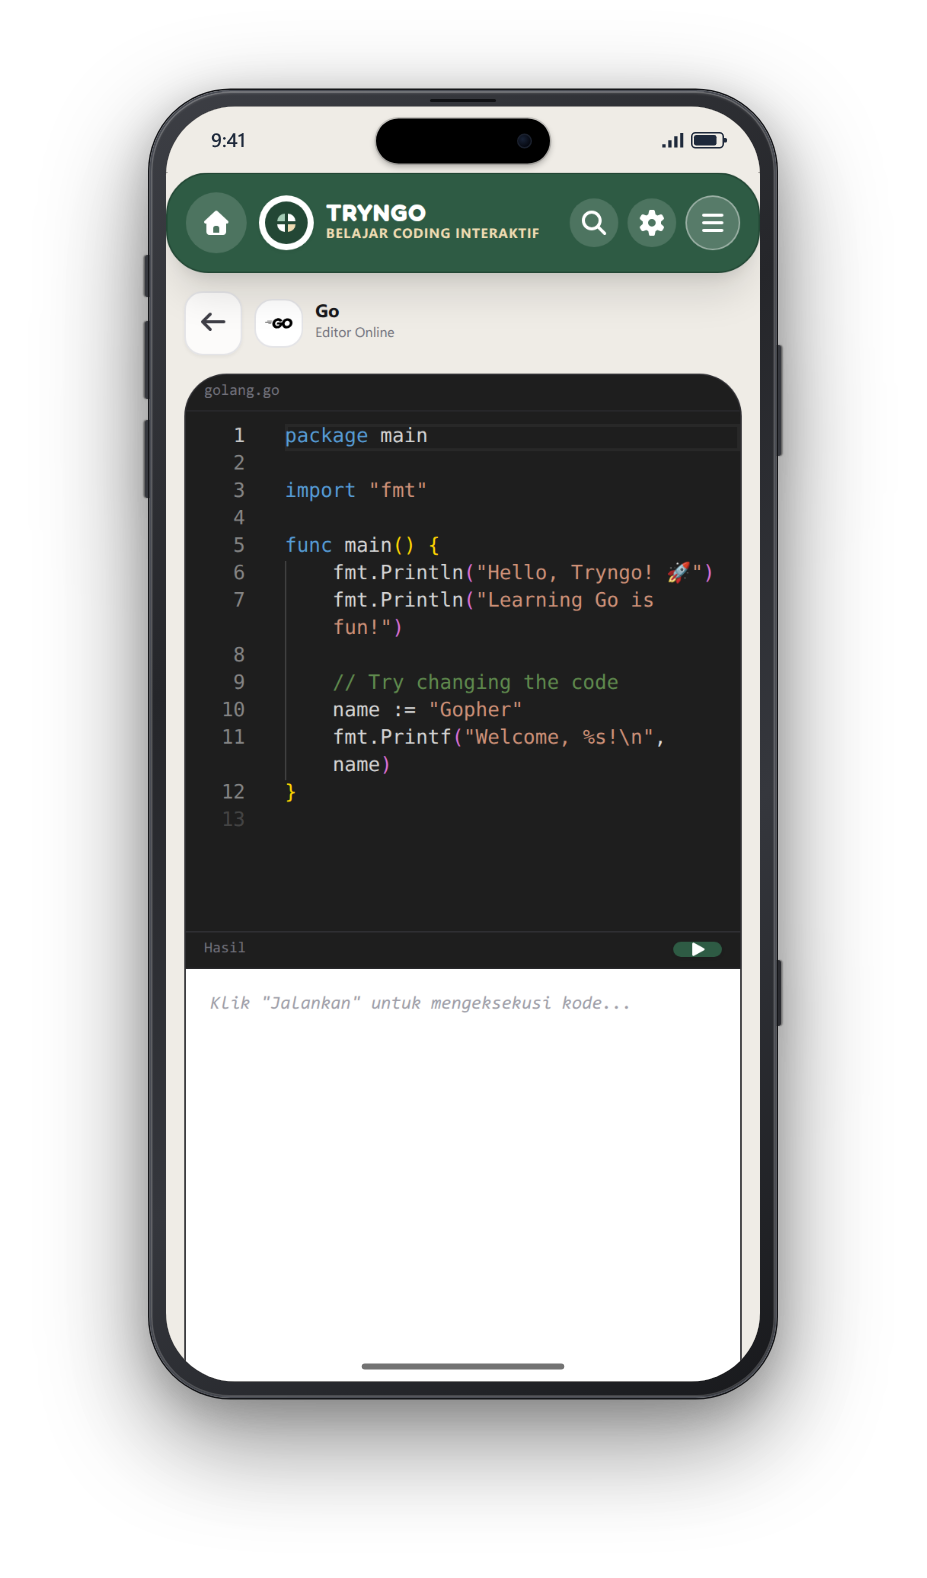 9:41
TRYNGO
BELAJAR CODING INTERAKTIF
GO
Go
Editor Online
golang.go
1 package main
2
3 import "fmt"
4
5 func main() {
6 fmt.Println("Hello, Tryngo! 🚀")
7 fmt.Println("Learning Go is
fun!")
8
9 // Try changing the code
10 name := "Gopher"
11 fmt.Printf("Welcome, %s!\n",
name)
12 }
13
Hasil
Klik "Jalankan" untuk mengeksekusi kode...